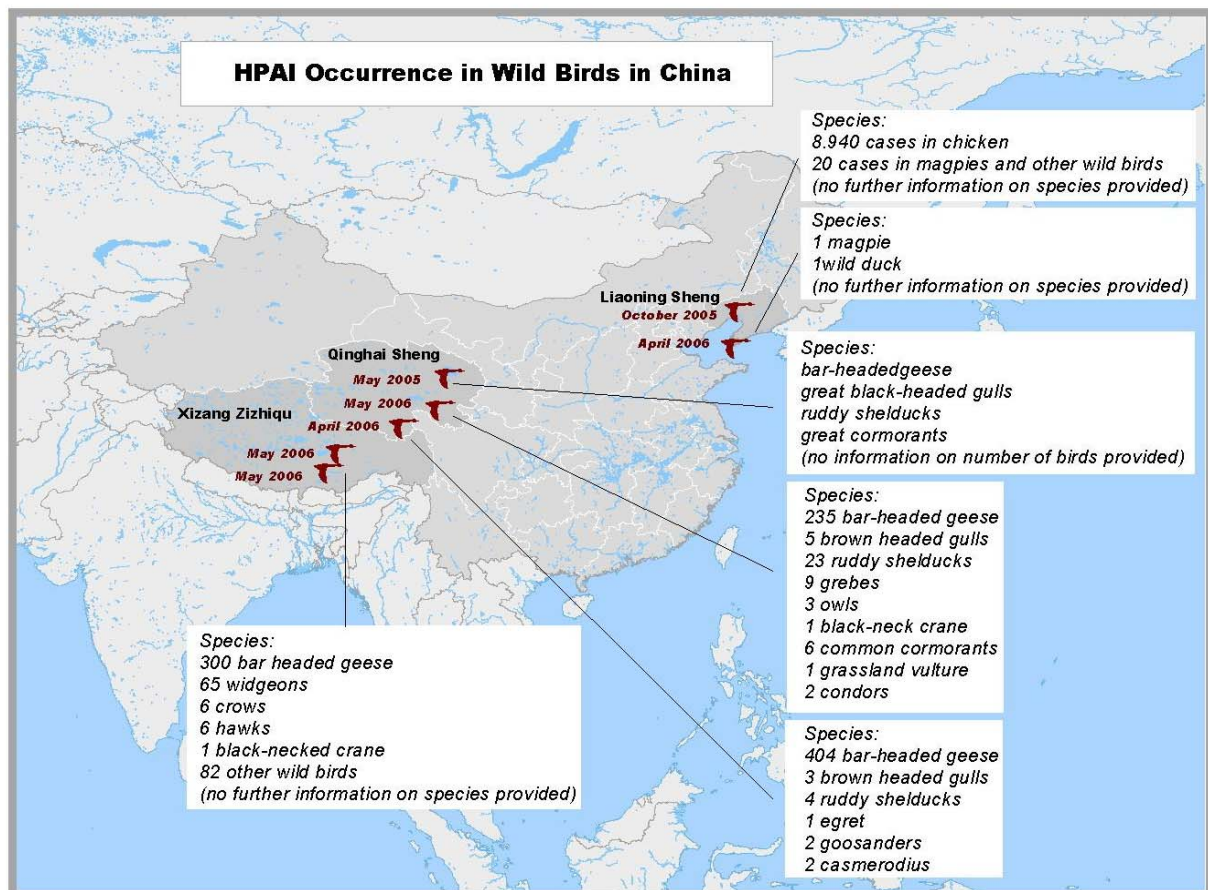 HPAI Occurrence in Wild Birds in China
Species:
8.940 cases in chicken
20 cases in magpies and other wild birds
(no further information on species provided)
Species:
1 magpie
1wild duck
(no further information on species provided)
Liaoning Sheng
October 2005
April 2006
Qinghai Sheng
May 2005
May 2006
April 2006
Xizang Zizhiqu
May 2006
May 2006
Species:
bar-headedgeese
great black-headed gulls
ruddy shelducks
great cormorants
(no information on number of birds provided)
Species:
235 bar-headed geese
5 brown headed gulls
23 ruddy shelducks
9 grebes
3 owls
1 black-neck crane
6 common cormorants
1 grassland vulture
2 condors
Species:
300 bar headed geese
65 widgeons
6 crows
6 hawks
1 black-necked crane
82 other wild birds
(no further information on species provided)
Species:
404 bar-headed geese
3 brown headed gulls
4 ruddy shelducks
1 egret
2 goosanders
2 casmerodius